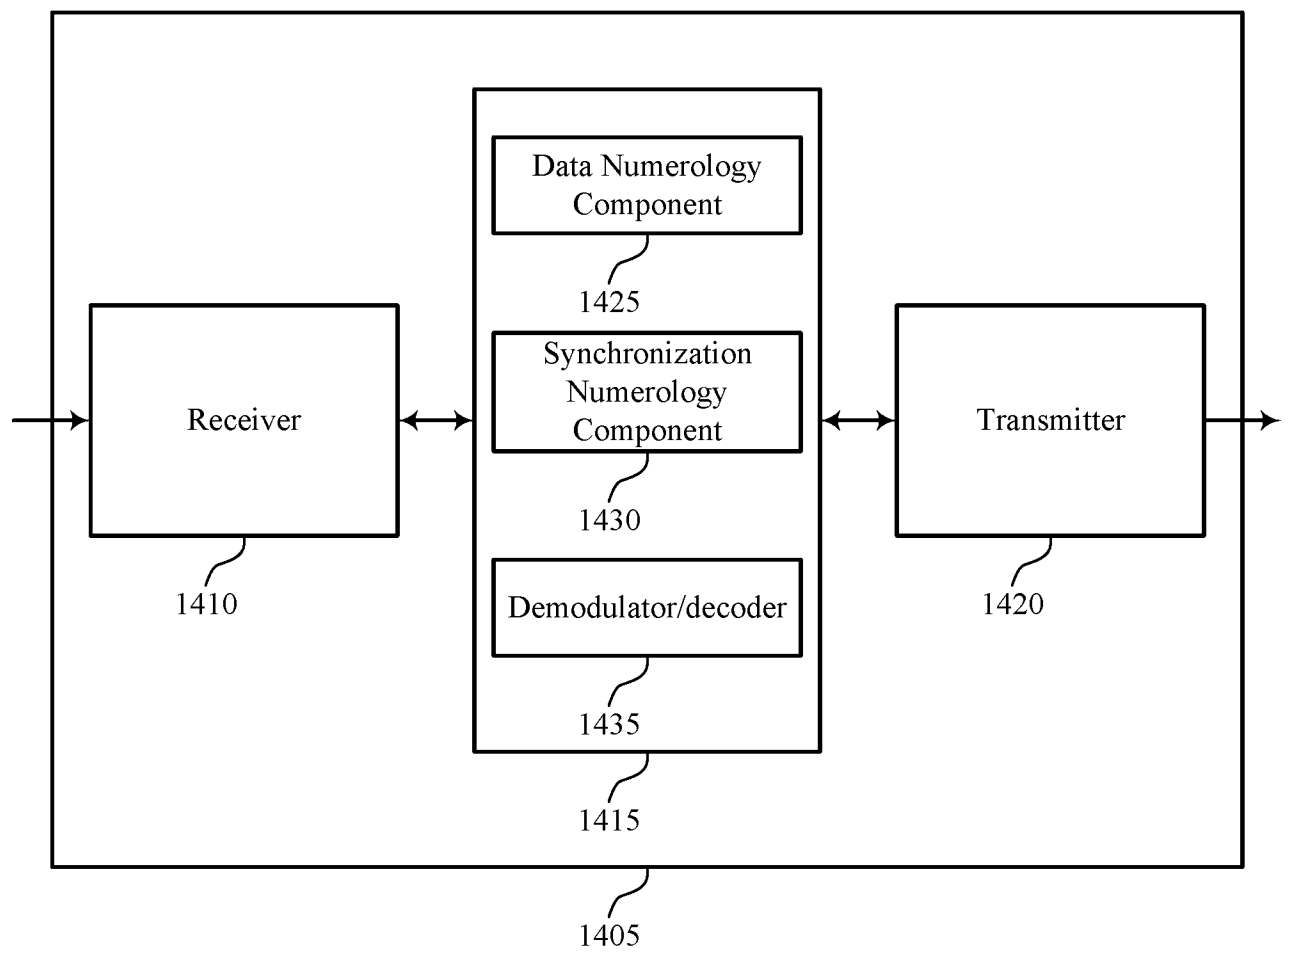 Data Numerology
Component
1425
Synchronization
Numerology
Component
1430
Receiver
1410
Transmitter
1420
Demodulator/decoder
1435
1415
1405